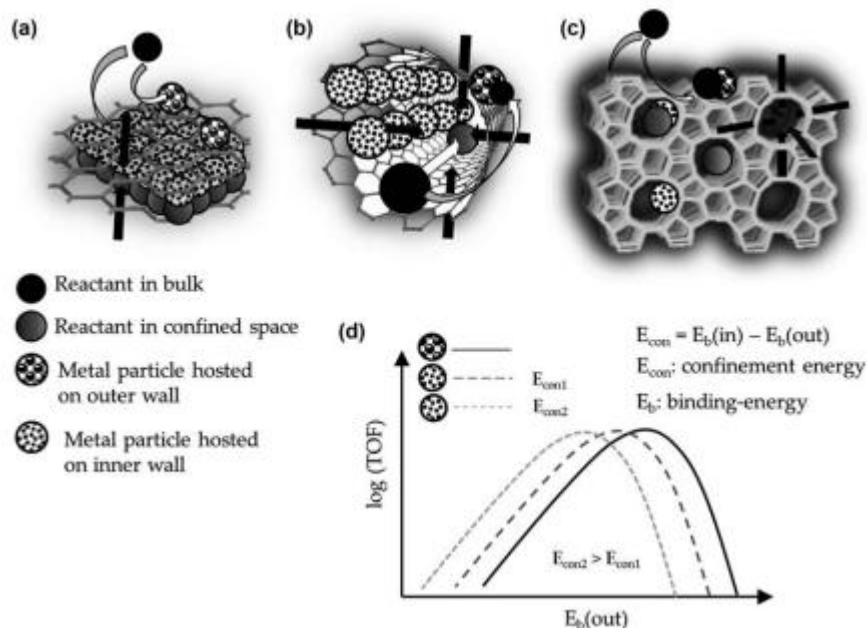 (a)
(b)
(c)
Reactant in bulk
Reactant in confined space
Metal particle hosted
on outer wall
Metal particle hosted
on inner wall
(d)
E_con1
E_con2
E_con = E_b(in) – E_b(out)
E_con: confinement energy
E_b: binding-energy
log (TOF)
E_con2 > E_con1
E_b(out)